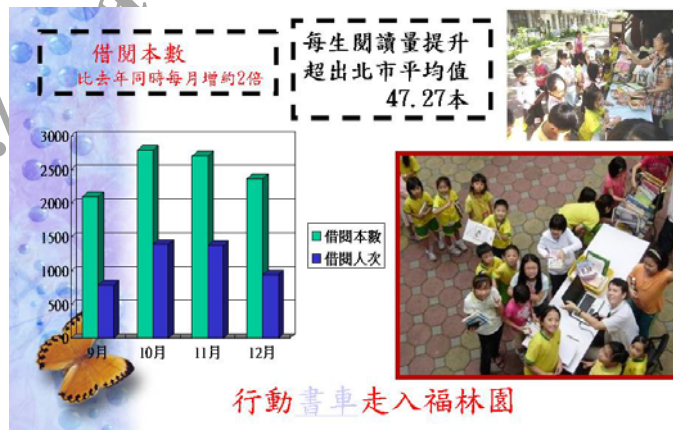 借閱本數
比去年同時每月增約2倍
每生閱讀量提升
超出北市平均值
47.27本
3000
2500
2000
1500
1000
500
0
9月
10月
11月
12月
借閱本數
借閱人次
行動書車走入福林園